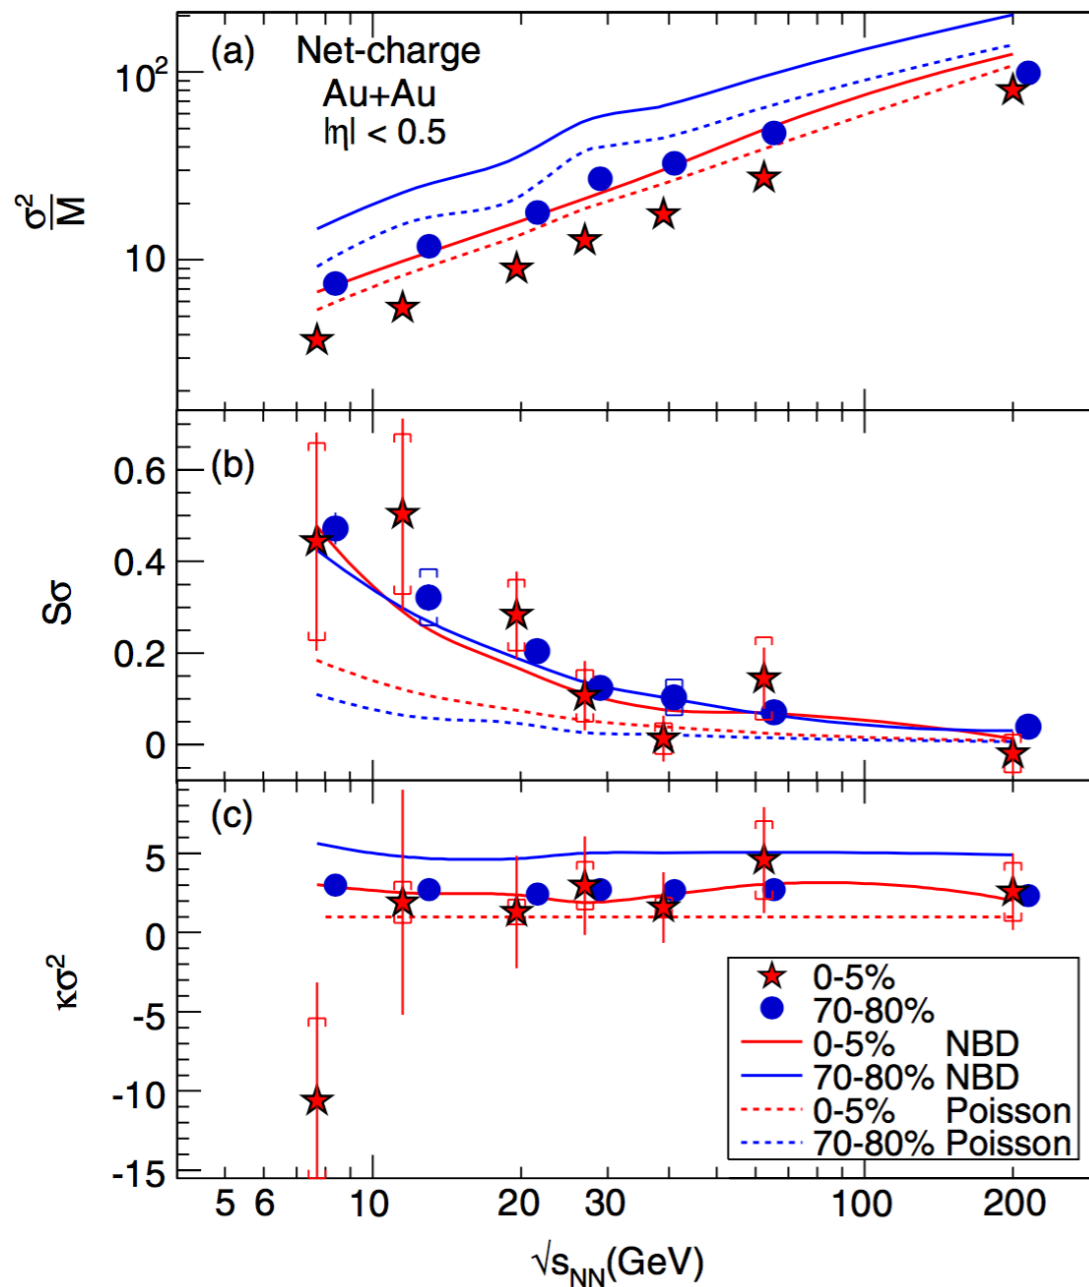 (a) Net-charge
Au+Au
|η| < 0.5
10²
10
σ²/M
(b)
0.6
0.4
0.2
0
Sσ
(c)
5
0
-5
-10
-15
κσ²
0-5%
70-80%
0-5% NBD
70-80% NBD
0-5% Poisson
70-80% Poisson
5 6 10 20 30 100 200
√sNN(GeV)